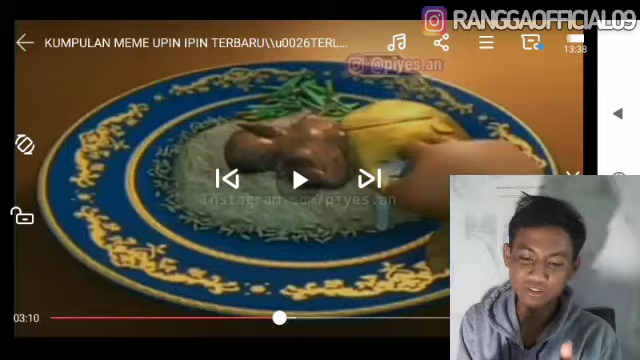 RANGGAOFFICIAL09
KUMPULAN MEME UPIN IPIN TERBARU\\u0026TERL...
13:38
@piyes.an
Instagram.com/piyes.an
03:10